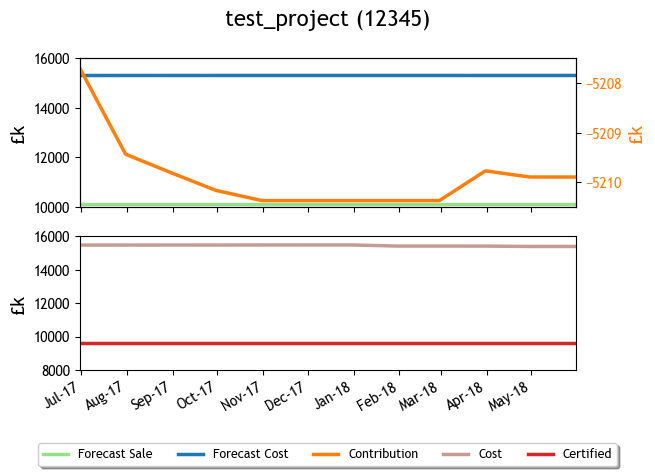 test_project (12345)
16000
14000
12000
10000
£k
−5208
−5209
−5210
£k
16000
14000
12000
10000
8000
£k
Jul-17 Aug-17 Sep-17 Oct-17 Nov-17 Dec-17 Jan-18 Feb-18 Mar-18 Apr-18 May-18
Forecast Sale Forecast Cost Contribution Cost Certified